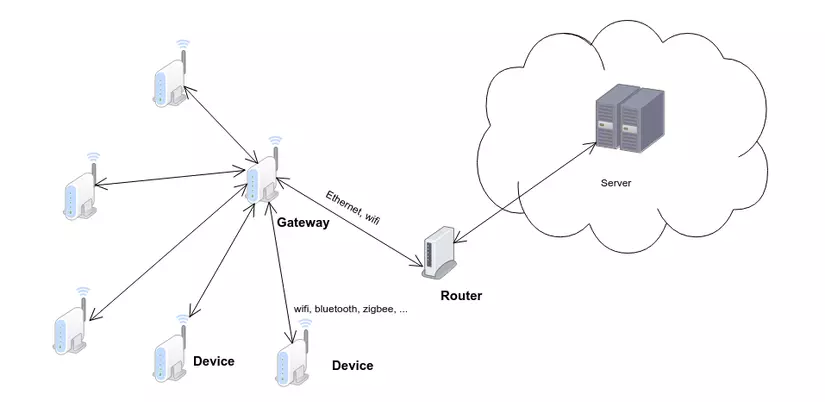 Server
Ethernet, wifi
Gateway
Router
wifi, bluetooth, zigbee, ...
Device
Device